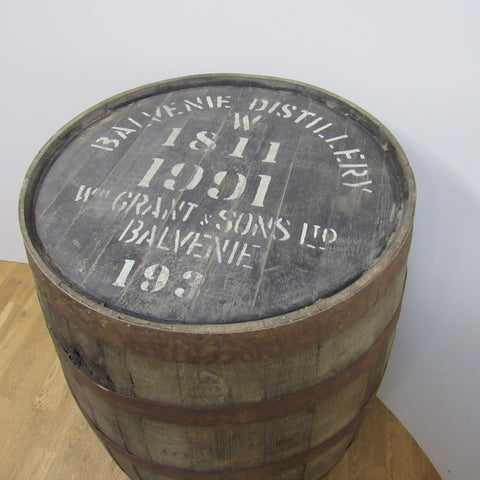 BALVENIE DISTILLERY
W
1811
1991
Wm GRANT & SONS LTD
BALVENIE
193